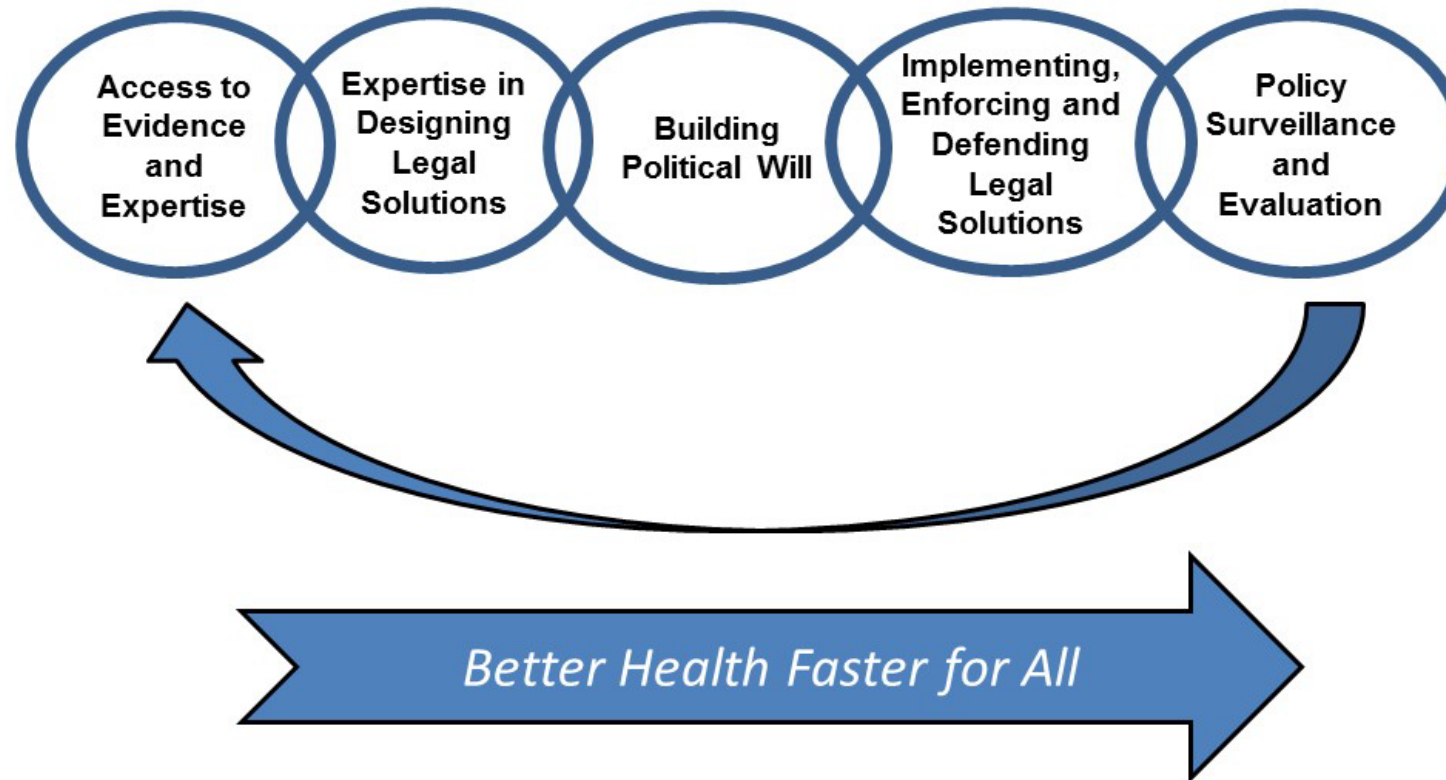 Access to
Evidence
and
Expertise
Expertise in
Designing
Legal
Solutions
Building
Political Will
Implementing,
Enforcing and
Defending
Legal
Solutions
Policy
Surveillance
and
Evaluation
Better Health Faster for All